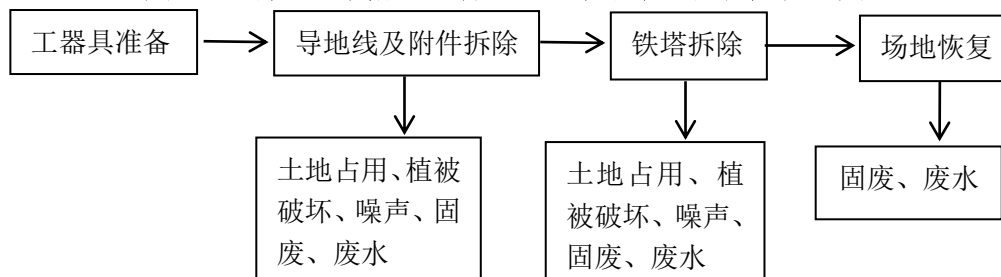 工器具准备
导地线及附件拆除
铁塔拆除
场地恢复
土地占用、植被
破坏、噪声、固
废、废水
土地占用、植
被破坏、噪声、
固废、废水
固废、废水